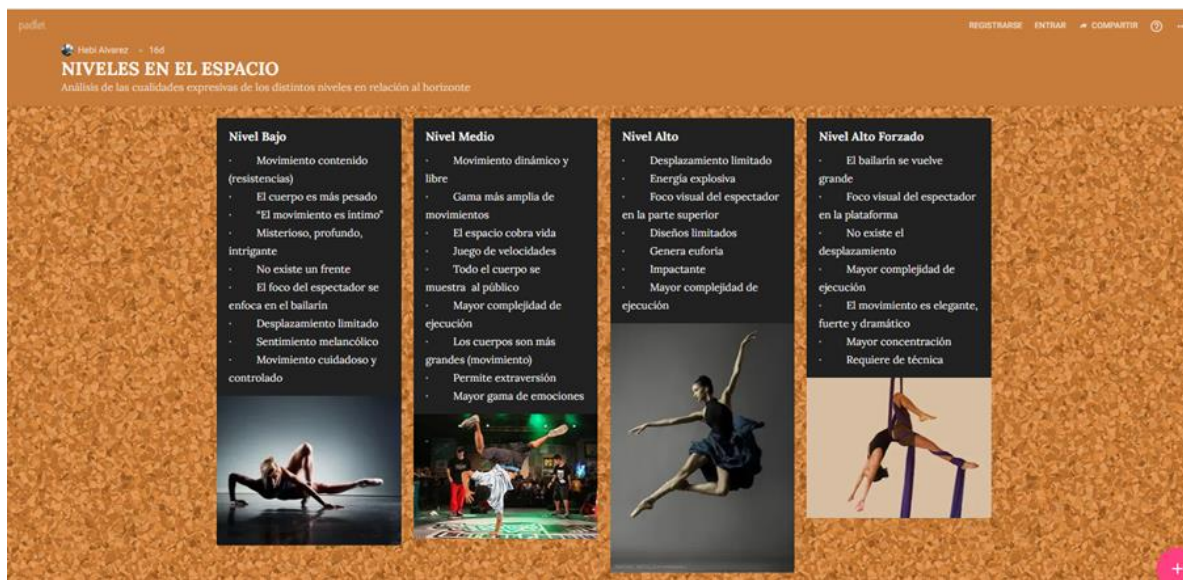 padlet
REGISTRARSE ENTRAR COMPARTIR
Hebi Alvarez • 16d
NIVELES EN EL ESPACIO
Análisis de las cualidades expresivas de los distintos niveles en relación al horizonte
Nivel Bajo
· Movimiento contenido
(resistencias)
· El cuerpo es más pesado
· “El movimiento es íntimo”
· Misterioso, profundo,
intrigante
· No existe un frente
· El foco del espectador se
enfoca en el bailarín
· Desplazamiento limitado
· Sentimiento melancólico
· Movimiento cuidadoso y
controlado
Nivel Medio
· Movimiento dinámico y
libre
· Gama más amplia de
movimientos
· El espacio cobra vida
· Juego de velocidades
· Todo el cuerpo se
muestra al público
· Mayor complejidad de
ejecución
· Los cuerpos son más
grandes (movimiento)
· Permite extraversión
· Mayor gama de emociones
Nivel Alto
· Desplazamiento limitado
· Energía explosiva
· Foco visual del espectador
en la parte superior
· Diseños limitados
· Genera euforia
· Impactante
· Mayor complejidad de
ejecución
Nivel Alto Forzado
· El bailarín se vuelve
grande
· Foco visual del espectador
en la plataforma
· No existe el
desplazamiento
· Mayor complejidad de
ejecución
· El movimiento es elegante,
fuerte y dramático
· Mayor concentración
· Requiere de técnica